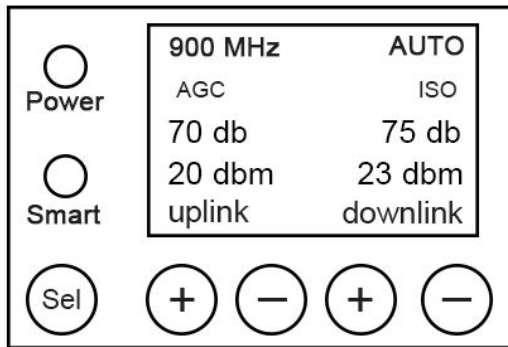 900 MHz AUTO
Power
AGC ISO
70 db 75 db
20 dbm 23 dbm
Smart
uplink downlink
Sel + − + −